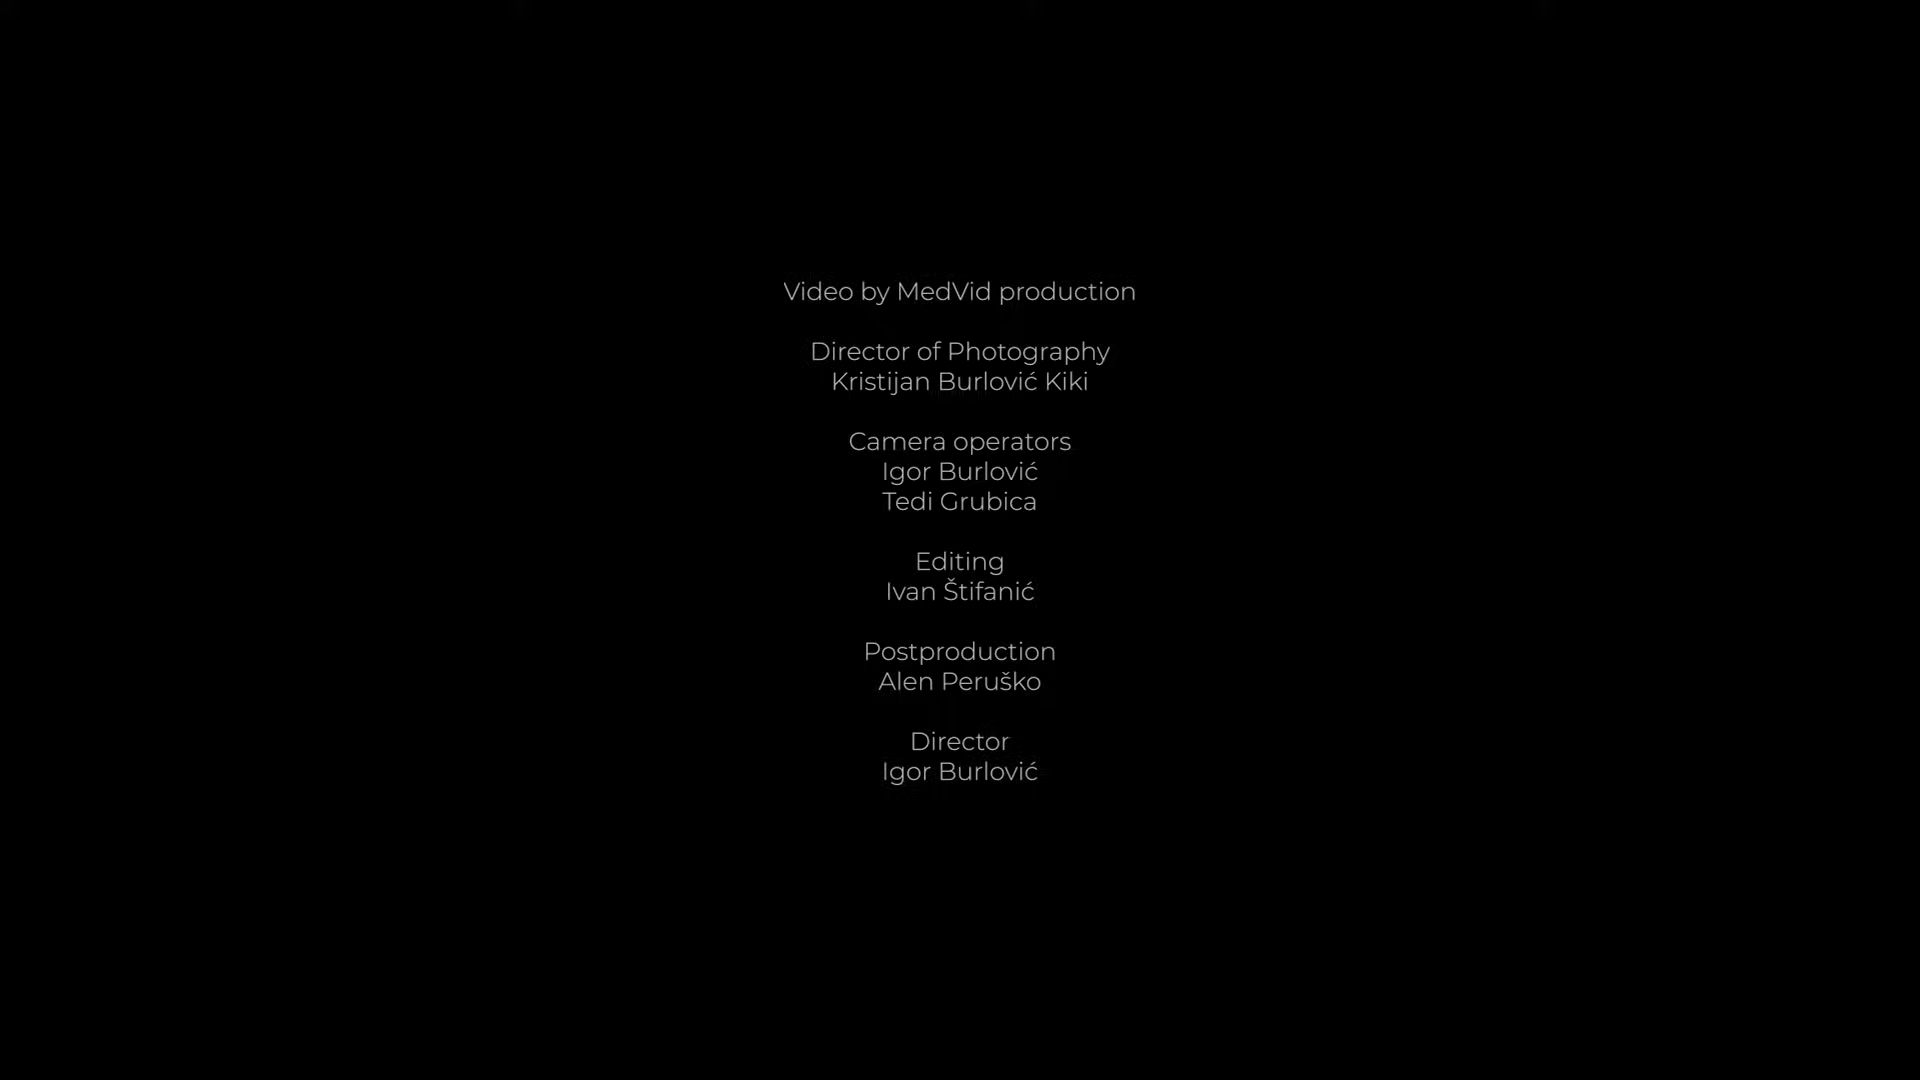 Video by MedVid production
Director of Photography
Kristijan Burlović Kiki
Camera operators
Igor Burlović
Tedi Grubica
Editing
Ivan Štifanić
Postproduction
Alen Peruško
Director
Igor Burlović